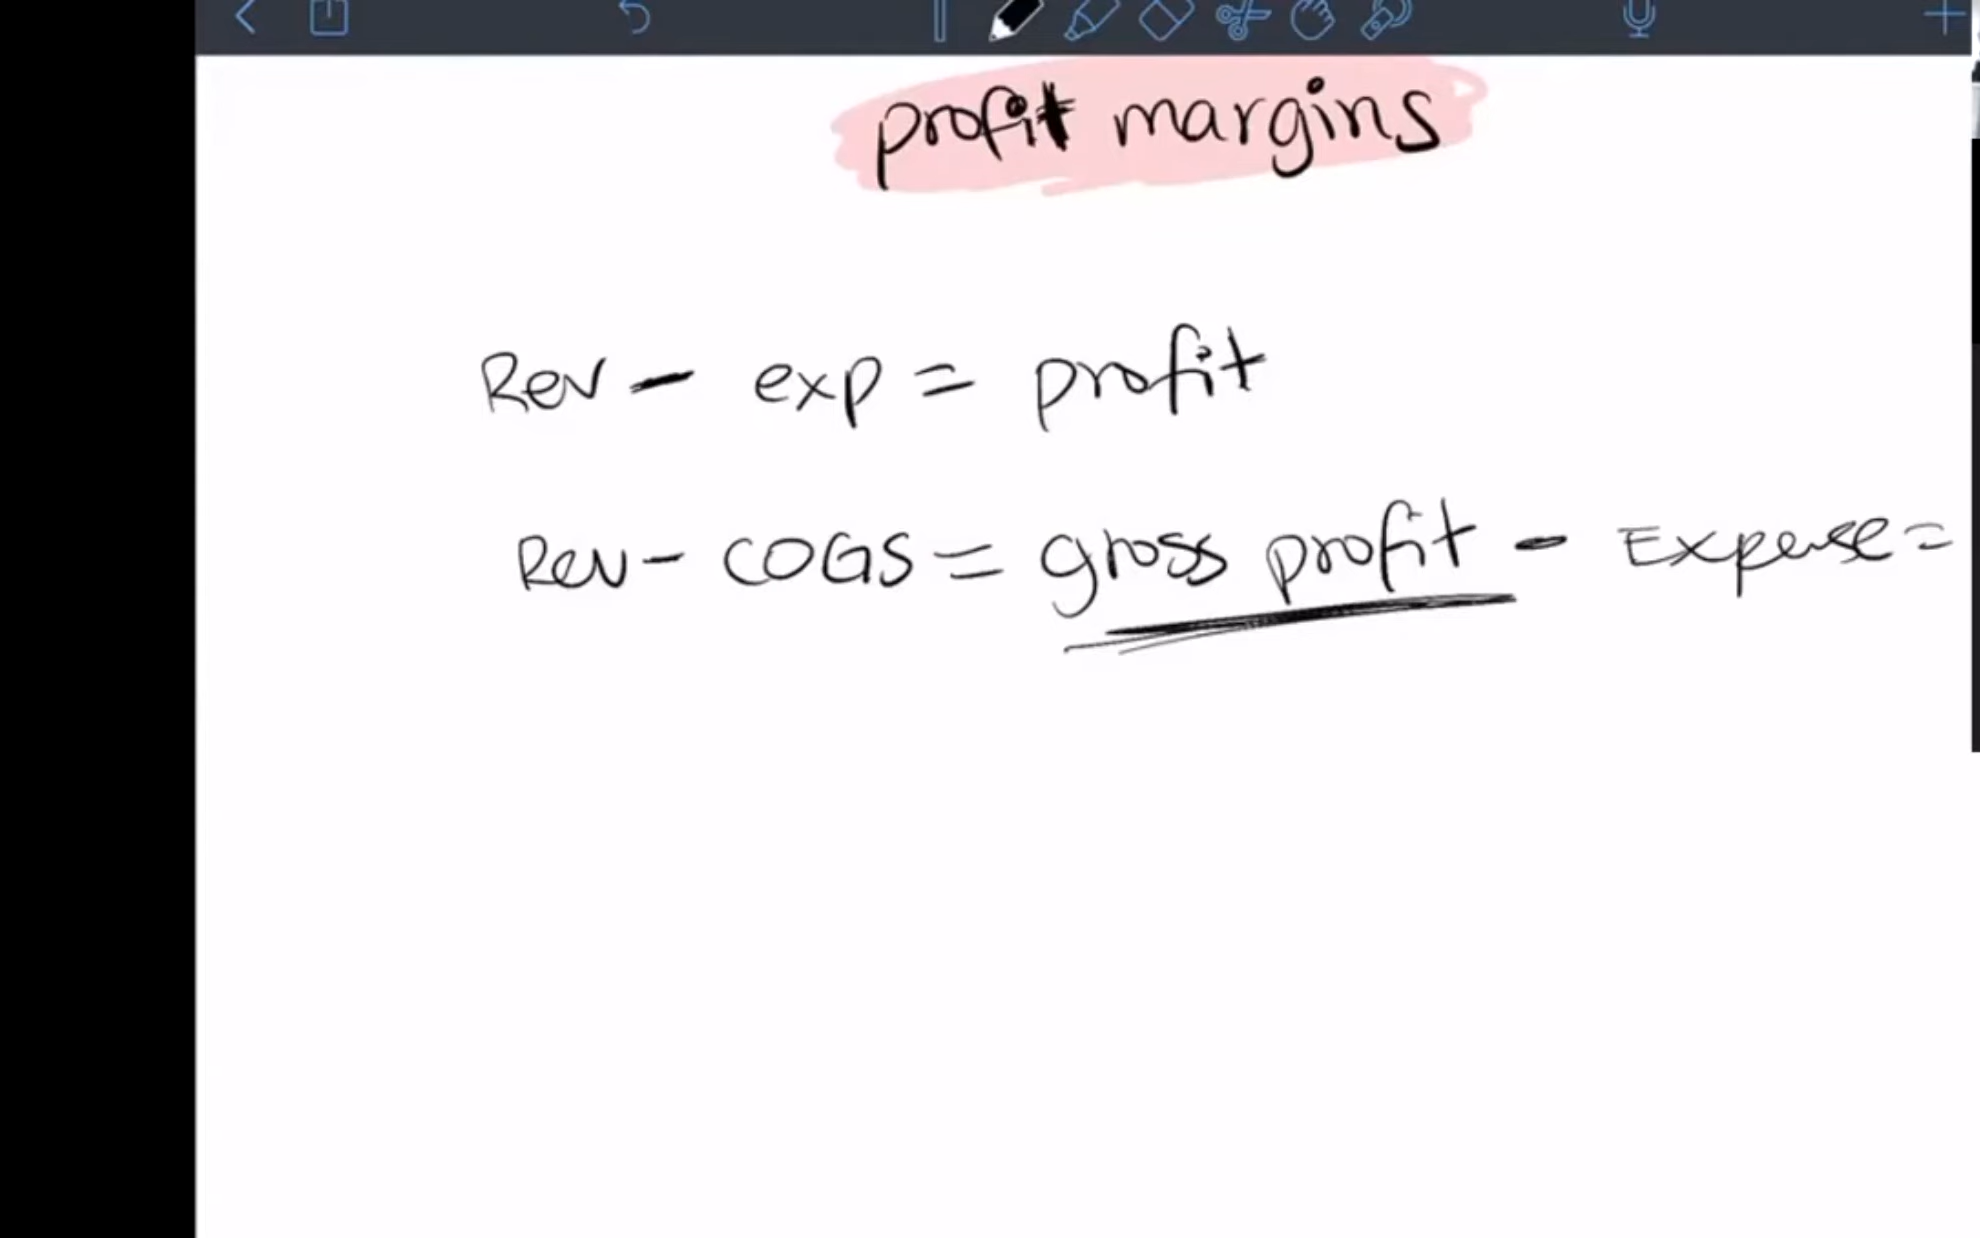 profit margins
Rev - exp = profit
Rev - COGS = gross profit - Expense =